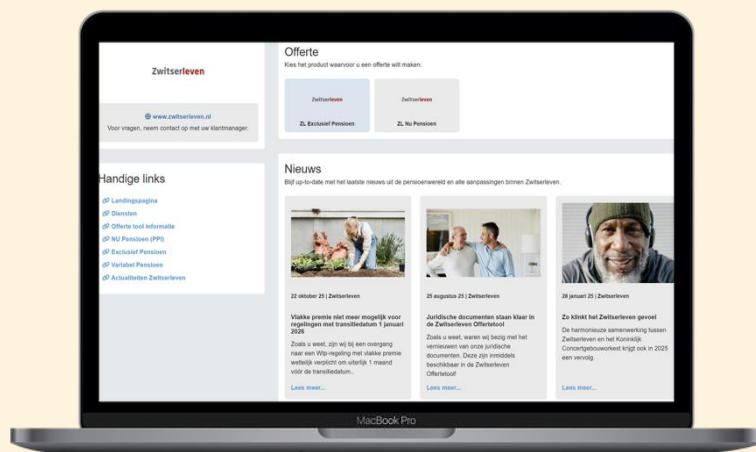 Zwitserleven
www.zwitserleven.nl
Voor vragen, neem contact op met uw klantmanager.
Handige links
Landingspagina
Diensten
Offerte tool informatie
NU Pensioen (PPI)
Exclusief Pensioen
Variabel Pensioen
Actualiteiten Zwitserleven
Offerte
Kies het product waarvoor u een offerte wilt maken:
Zwitserleven
ZL Exclusief Pensioen
Zwitserleven
ZL Nu Pensioen
Nieuws
Blijf up-to-date met het laatste nieuws uit de pensioenwereld en alle aanpassingen binnen Zwitserleven.
22 oktober 25 | Zwitserleven
Vlakke premie niet meer mogelijk voor
regelingen met transitiedatum 1 januari
2026
Zoals u weet, zijn wij bij een overgang
naar een Wtp-regeling met vlakke premie
wettelijk verplicht om uiterlijk 1 maand
vóór de transitiedatum..
Lees meer...
25 augustus 25 | Zwitserleven
Juridische documenten staan klaar in
de Zwitserleven Offertetool
Zoals u weet, waren wij bezig met het
vernieuwen van onze juridische
documenten. Deze zijn inmiddels
beschikbaar in de Zwitserleven
Offertetool!
Lees meer...
28 januari 25 | Zwitserleven
Zo klinkt het Zwitserleven gevoel
De harmonieuze samenwerking tussen
Zwitserleven en het Koninklijk
Concertgebouworkest krijgt ook in 2025
een vervolg.
Lees meer...
MacBook Pro